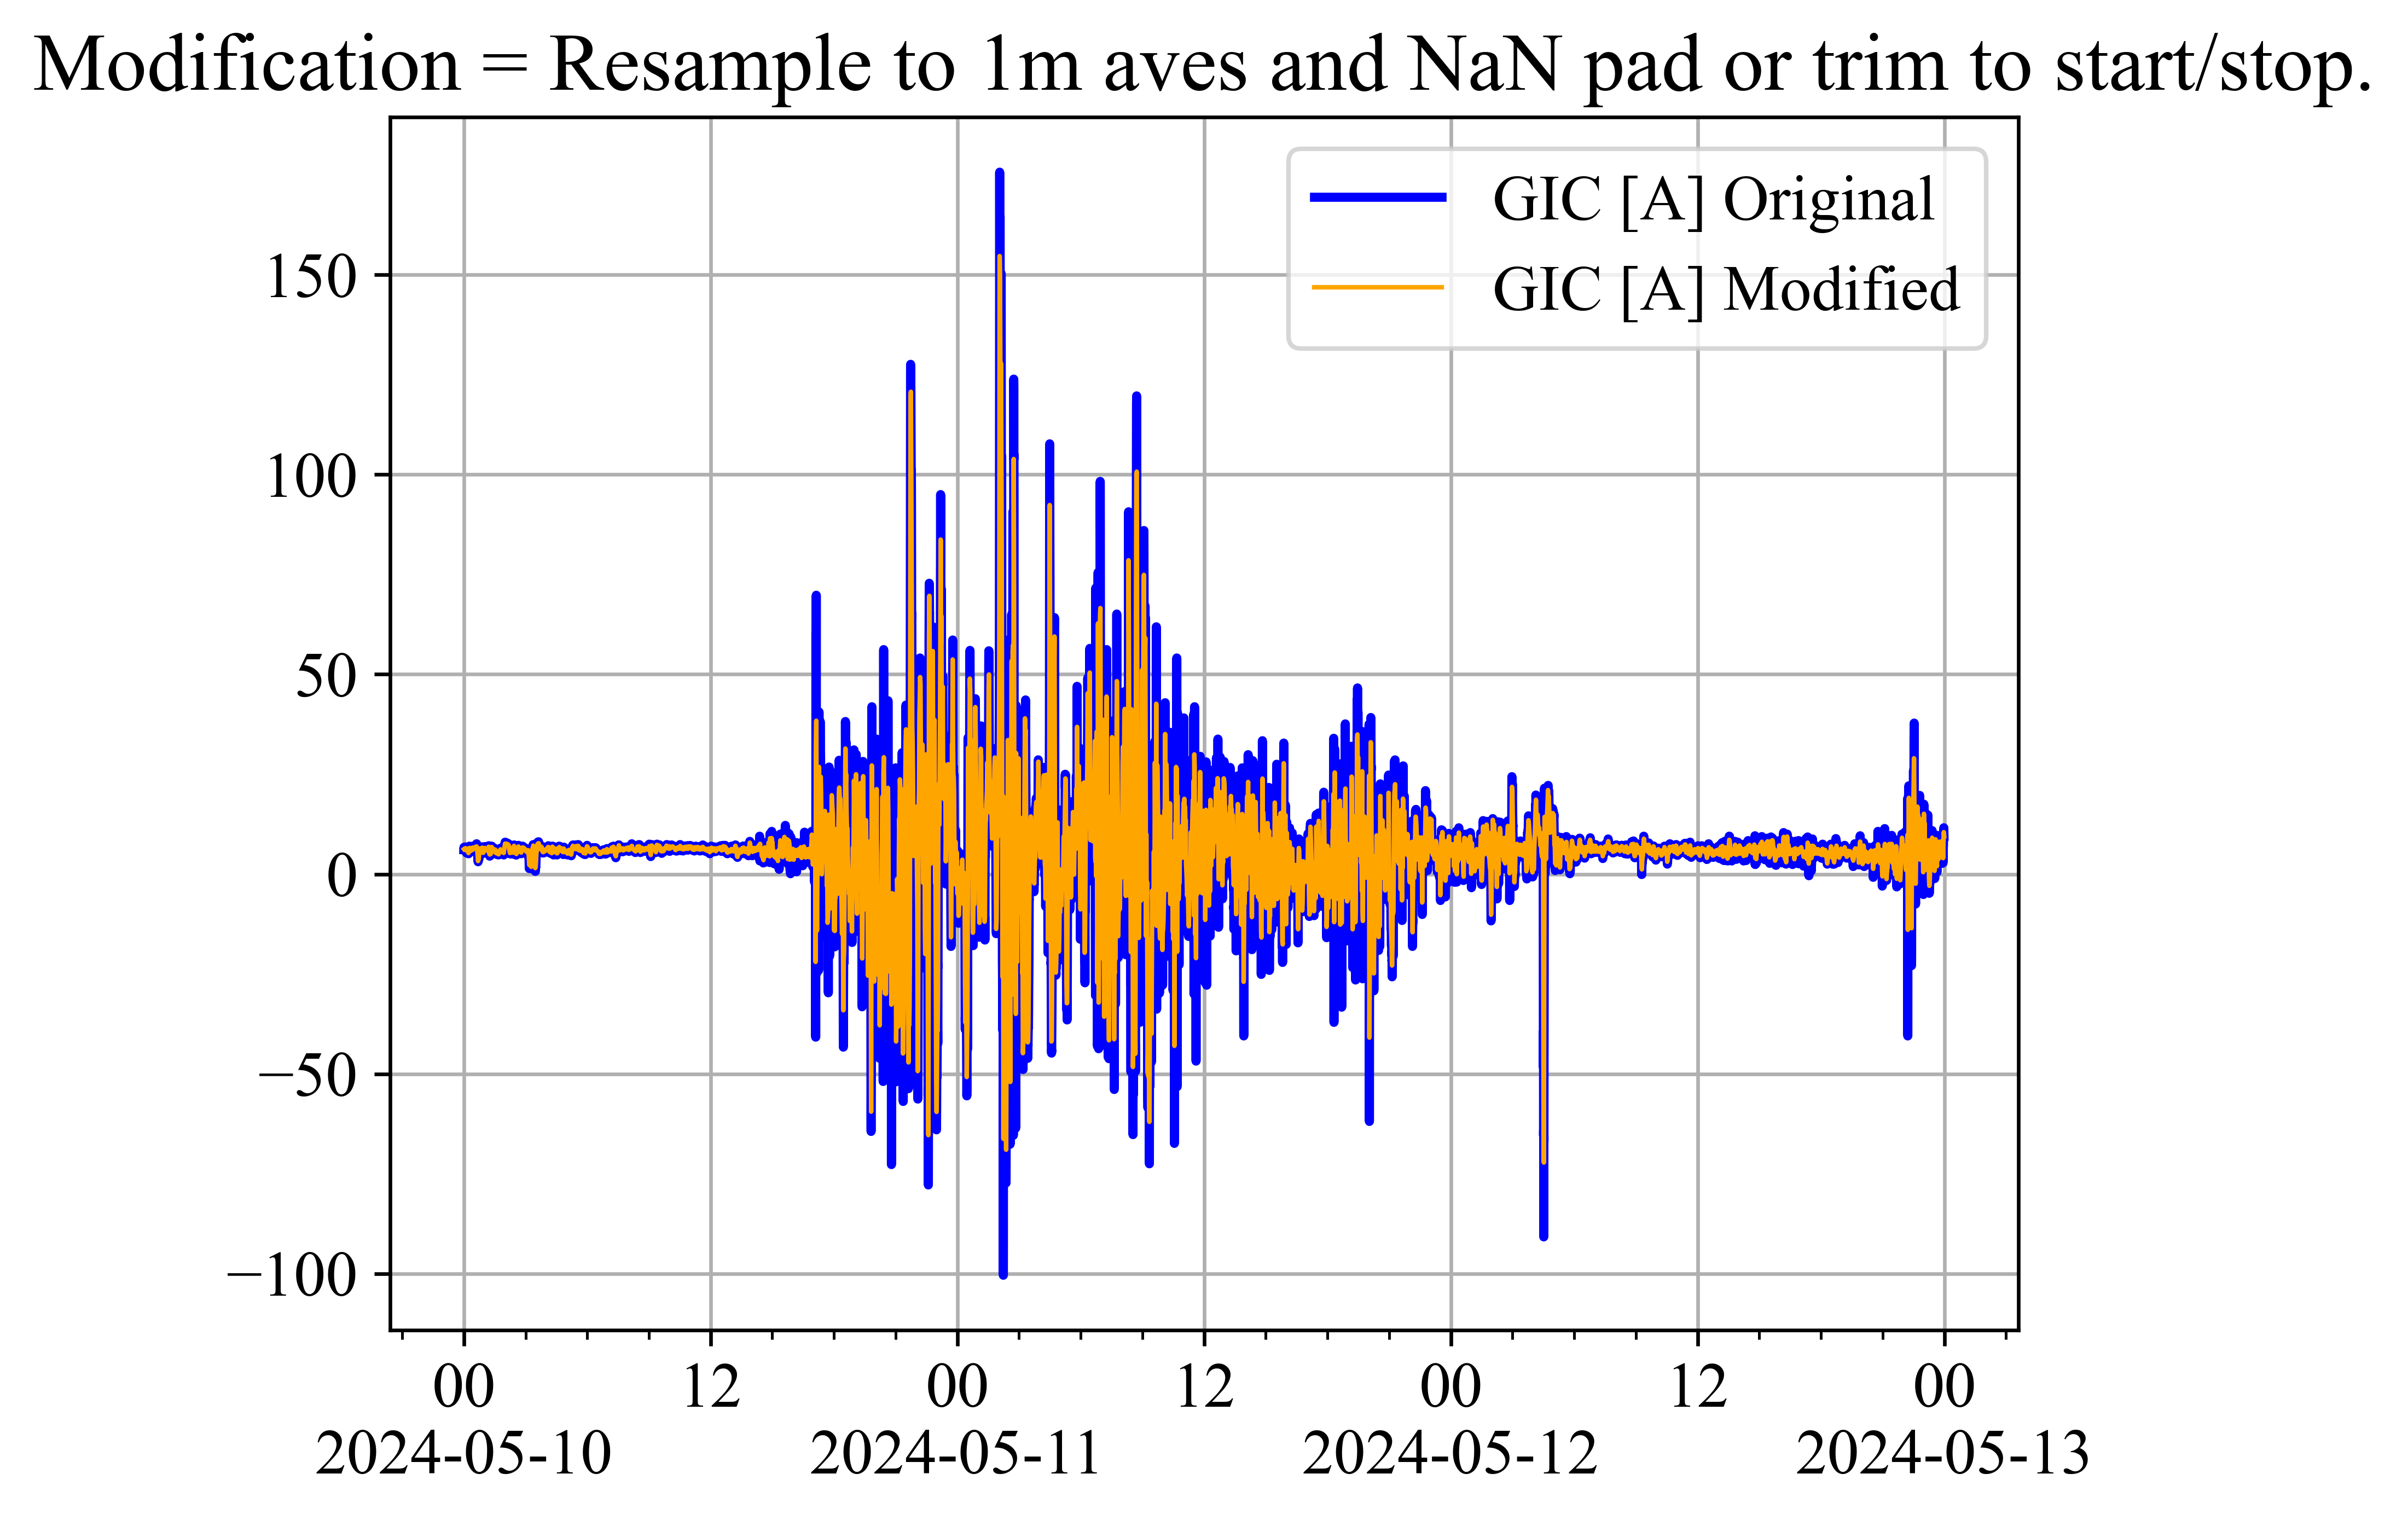 Modification = Resample to 1m aves and NaN pad or trim to start/stop.
GIC [A] Original
GIC [A] Modified
150
100
50
0
−50
−100
00 12 00 12 00 12 00
2024-05-10 2024-05-11 2024-05-12 2024-05-13